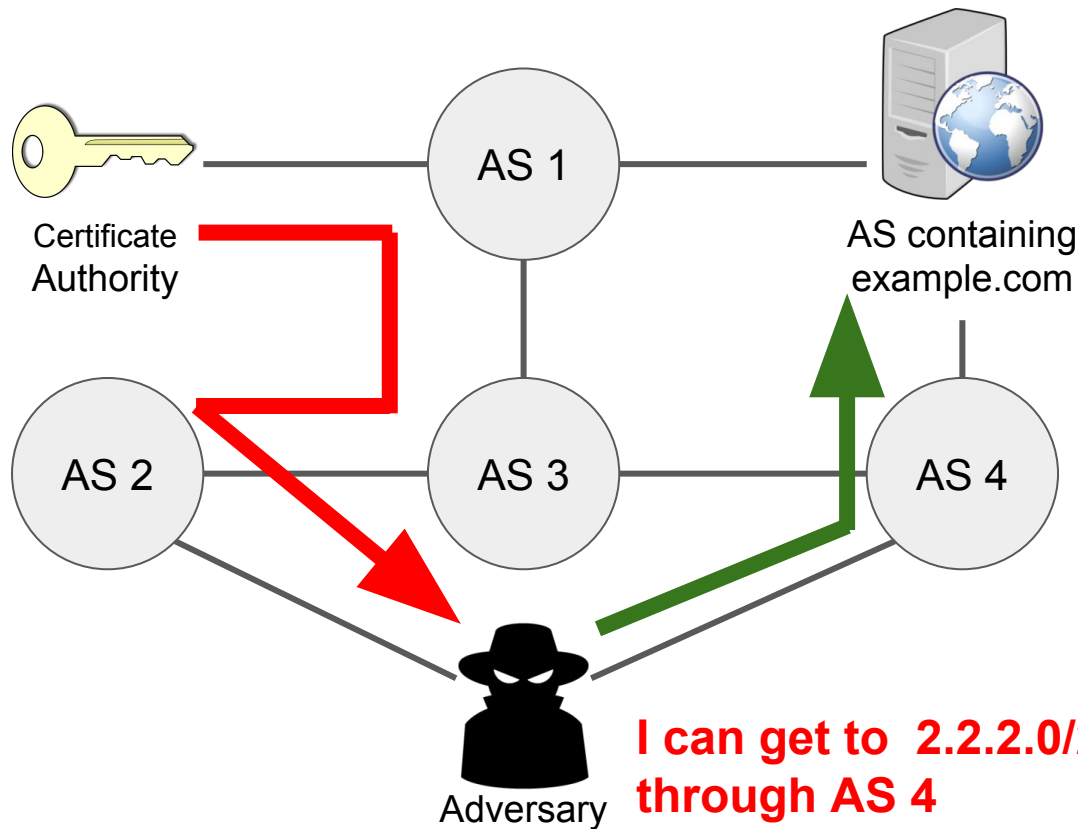 AS 1
Certificate
Authority
AS containing
example.com
AS 2
AS 3
AS 4
I can get to 2.2.2.0/
through AS 4
Adversary